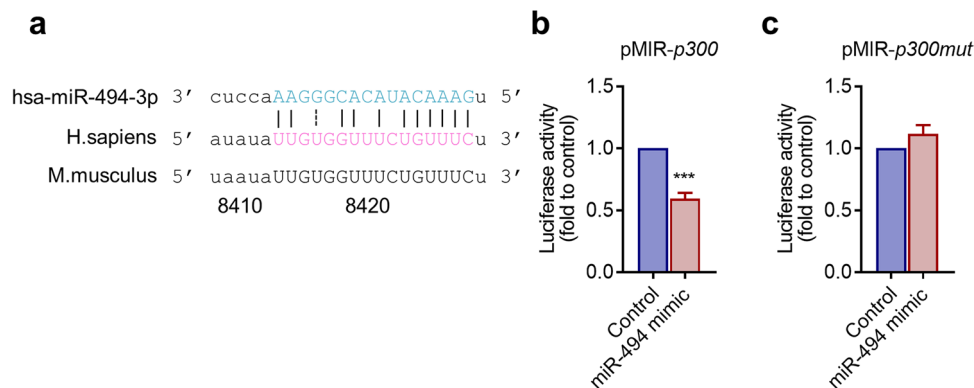 a
hsa-miR-494-3p 3′ cuccaAAGGGCACAUACAAAGu 5′
H.sapiens 5′ auauaUUGUGGUUUCUGUUUCu 3′
M.musculus 5′ uaauaUUGUGGUUUCUGUUUCu 3′
8410 8420
b
pMIR-p300
Luciferase activity
(fold to control)
1.5
1.0
0.5
0.0
***
Control
miR-494 mimic
c
pMIR-p300mut
Luciferase activity
(fold to control)
1.5
1.0
0.5
0.0
Control
miR-494 mimic